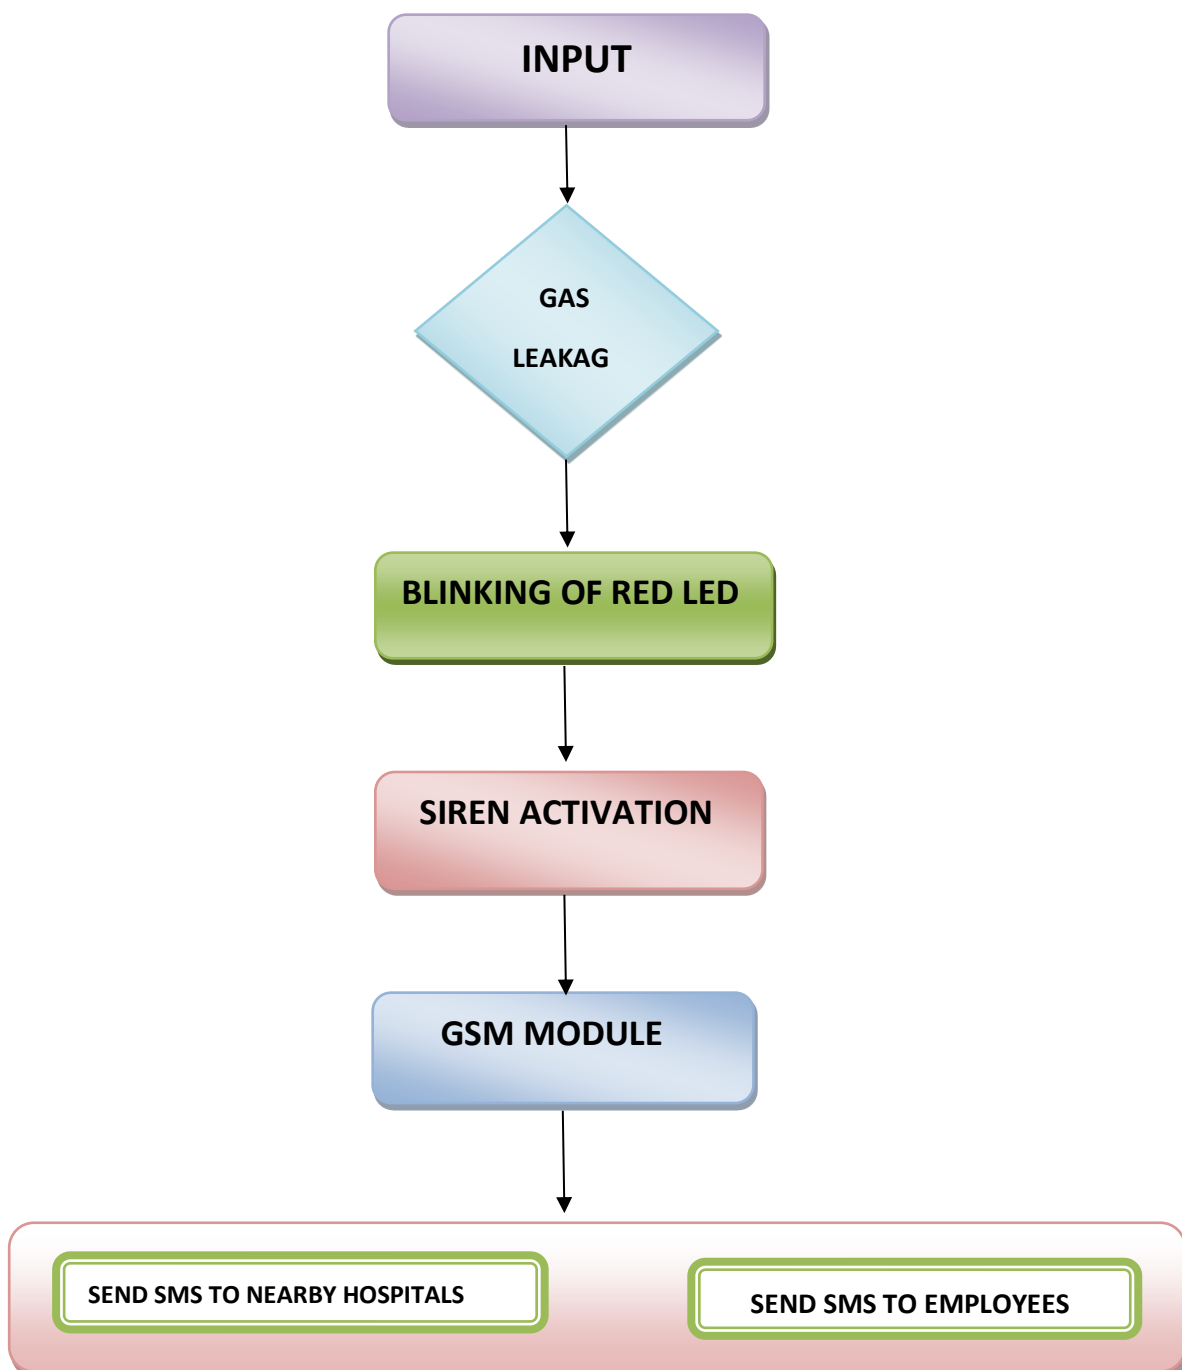 INPUT
GAS
LEAKAG
BLINKING OF RED LED
SIREN ACTIVATION
GSM MODULE
SEND SMS TO NEARBY HOSPITALS
SEND SMS TO EMPLOYEES